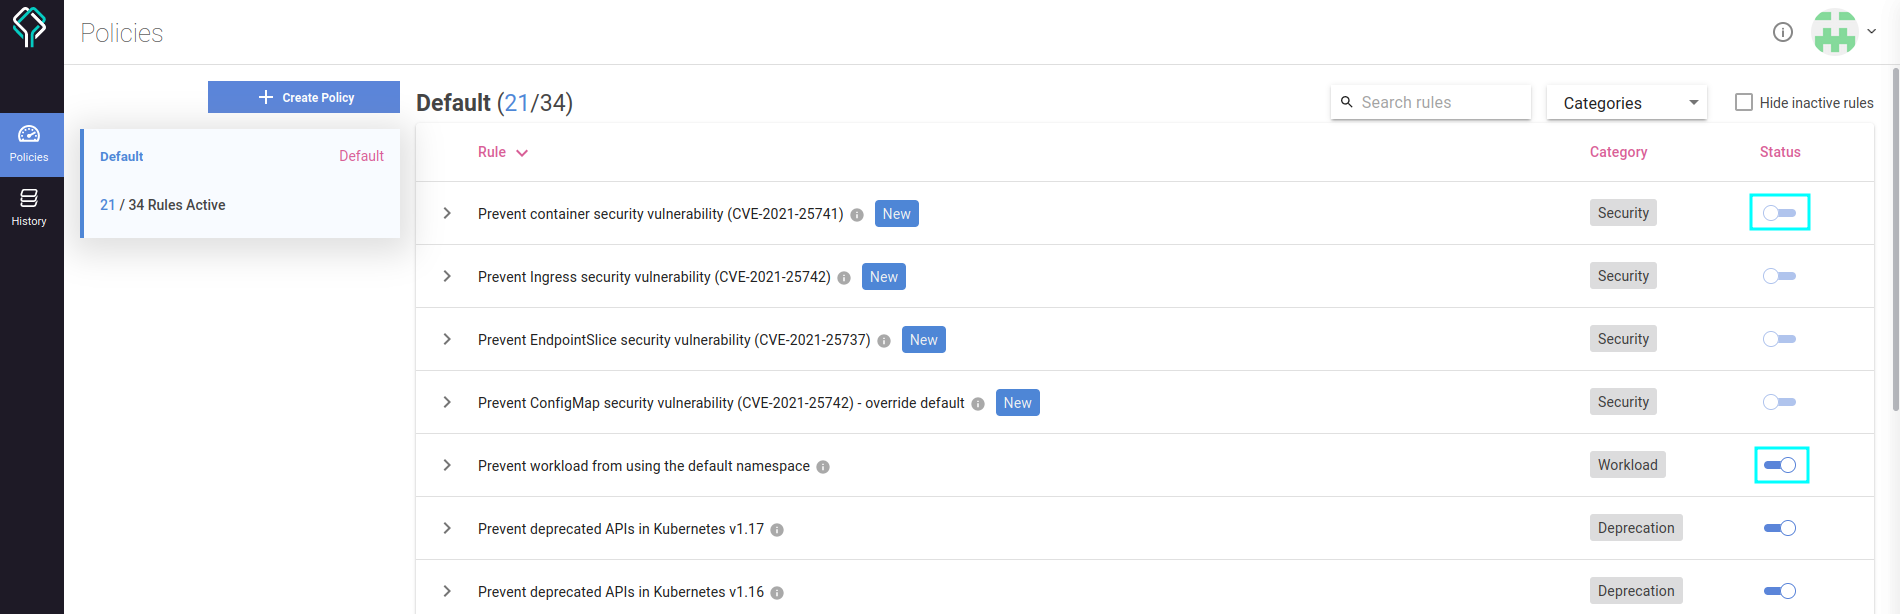 Policies
Create Policy
Default (21/34)
Search rules
Categories
Hide inactive rules
Policies
History
Default Default
21 / 34 Rules Active
Rule Category Status
Prevent container security vulnerability (CVE-2021-25741) New Security
Prevent Ingress security vulnerability (CVE-2021-25742) New Security
Prevent EndpointSlice security vulnerability (CVE-2021-25737) New Security
Prevent ConfigMap security vulnerability (CVE-2021-25742) - override default New Security
Prevent workload from using the default namespace Workload
Prevent deprecated APIs in Kubernetes v1.17 Deprecation
Prevent deprecated APIs in Kubernetes v1.16 Deprecation